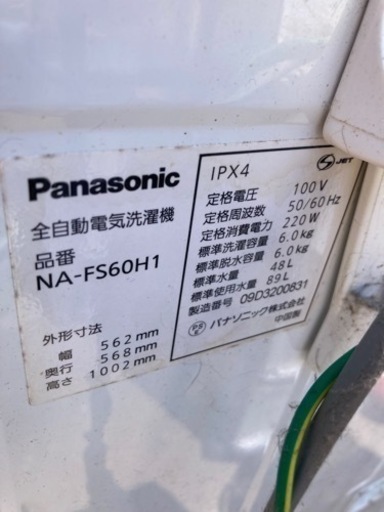 Panasonic
全自動電気洗濯機
品番
NA-FS60H1
外形寸法
幅 562mm
奥行 568mm
高さ 1002mm
IPX4
JET
定格電圧 100V
定格周波数 50/60Hz
定格消費電力 220W
標準洗濯容量 6.0kg
標準脱水容量 6.0kg
標準水量 48L
標準使用水量 89L
製造番号 09D3200831
PSE パナソニック株式会社
中国製